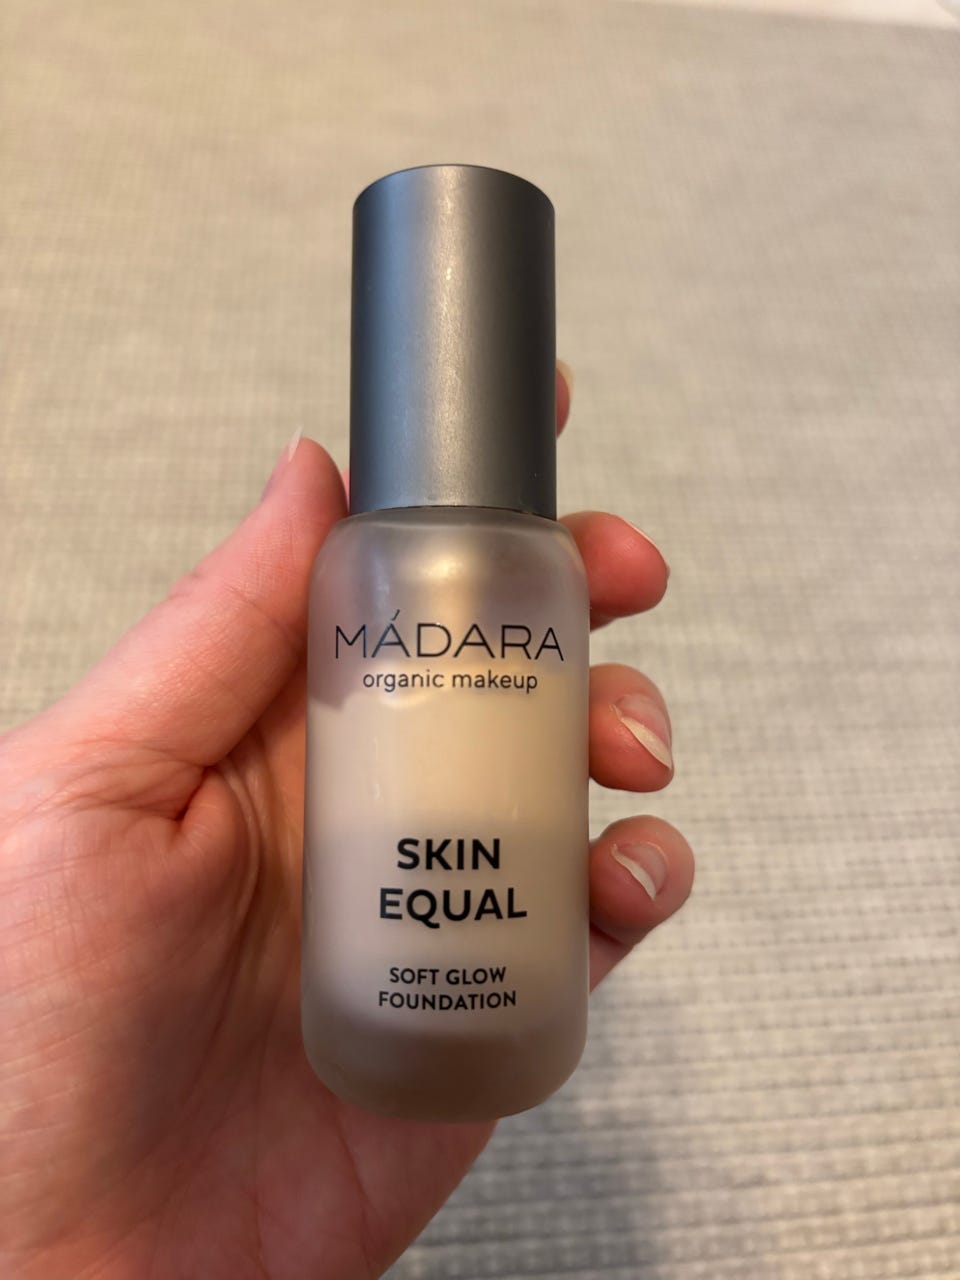 MÁDARA
organic makeup
SKIN
EQUAL
SOFT GLOW
FOUNDATION